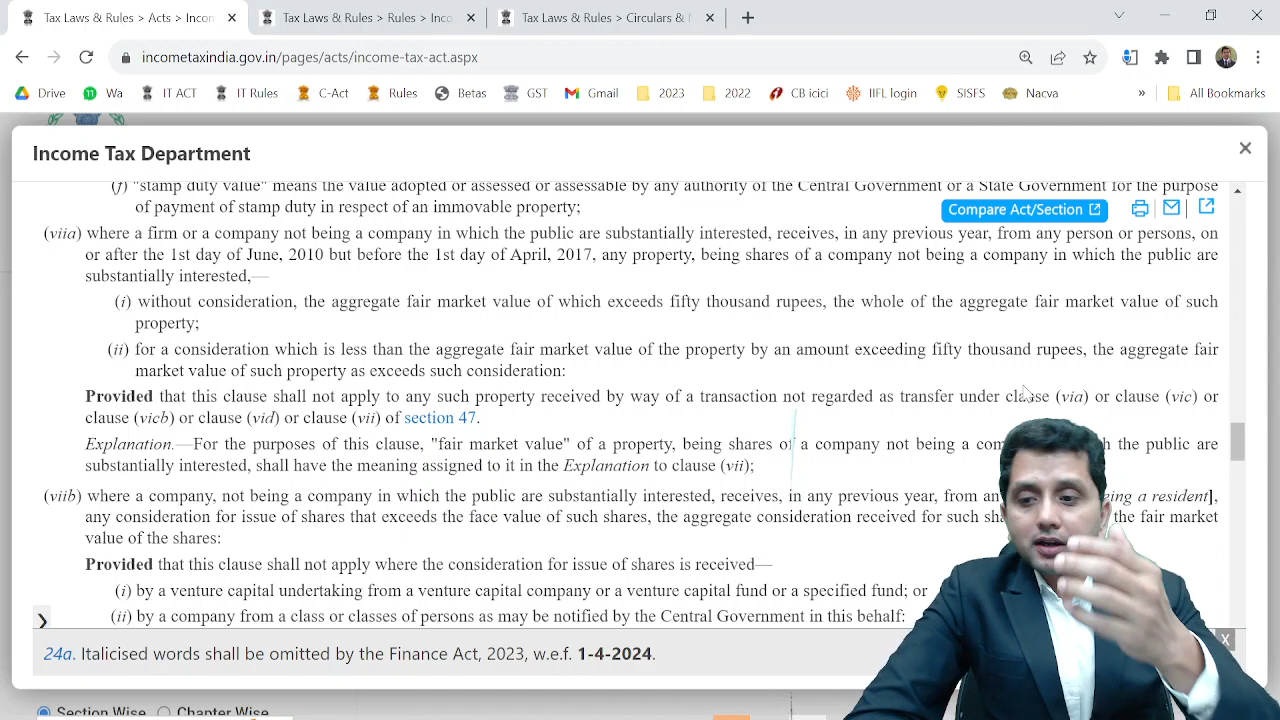 Tax Laws & Rules > Acts > Incom
Tax Laws & Rules > Rules > Inco
Tax Laws & Rules > Circulars & N
incometaxindia.gov.in/pages/acts/income-tax-act.aspx
Drive
11 Wa
IT ACT
IT Rules
C-Act
Rules
Betas
GST
Gmail
2023
2022
CB icici
IIFL login
SISFS
Nacva
»
All Bookmarks
Income Tax Department
(f) "stamp duty value" means the value adopted or assessed or assessable by any authority of the Central Government or a State Government for the purpose
of payment of stamp duty in respect of an immovable property;
Compare Act/Section
(viia) where a firm or a company not being a company in which the public are substantially interested, receives, in any previous year, from any person or persons, on
or after the 1st day of June, 2010 but before the 1st day of April, 2017, any property, being shares of a company not being a company in which the public are
substantially interested,—
(i) without consideration, the aggregate fair market value of which exceeds fifty thousand rupees, the whole of the aggregate fair market value of such
property;
(ii) for a consideration which is less than the aggregate fair market value of the property by an amount exceeding fifty thousand rupees, the aggregate fair
market value of such property as exceeds such consideration:
Provided that this clause shall not apply to any such property received by way of a transaction not regarded as transfer under clause (via) or clause (vic) or
clause (vicb) or clause (vid) or clause (vii) of section 47.
Explanation.—For the purposes of this clause, "fair market value" of a property, being shares of a company not being a com the public are
substantially interested, shall have the meaning assigned to it in the Explanation to clause (vii);
(viib) where a company, not being a company in which the public are substantially interested, receives, in any previous year, from an eing a resident],
any consideration for issue of shares that exceeds the face value of such shares, the aggregate consideration received for such sha the fair market
value of the shares:
Provided that this clause shall not apply where the consideration for issue of shares is received—
(i) by a venture capital undertaking from a venture capital company or a venture capital fund or a specified fund; or
(ii) by a company from a class or classes of persons as may be notified by the Central Government in this behalf:
24a. Italicised words shall be omitted by the Finance Act, 2023, w.e.f. 1-4-2024.
X
Section Wise
Chapter Wise